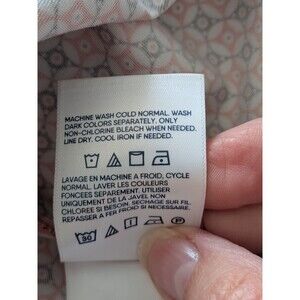 MACHINE WASH COLD NORMAL. WASH
DARK COLORS SEPARATELY. ONLY
NON-CHLORINE BLEACH WHEN NEEDED.
LINE DRY. COOL IRON IF NEEDED.
LAVAGE EN MACHINE A FROID, CYCLE
NORMAL. LAVER LES COULEURS
FONCEES SEPAREMENT. UTILISER
UNIQUEMENT DE LA JAVEL NON
CHLOREE SI BESOIN. SECHAGE SUR FIL.
REPASSER A FER FROID SI NECESSAIRE.
30
P